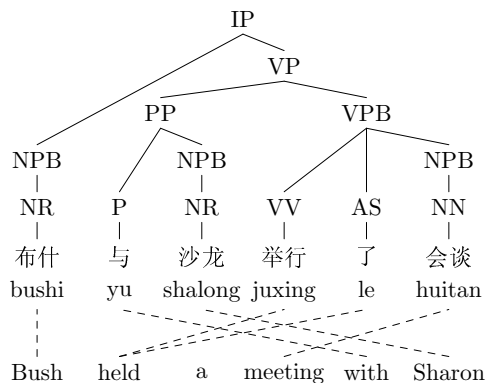 IP
VP
PP VPB
NPB NPB NPB
NR P NR VV AS NN
布什 与 沙龙 举行 了 会谈
bushi yu shalong juxing le huitan
Bush held a meeting with Sharon